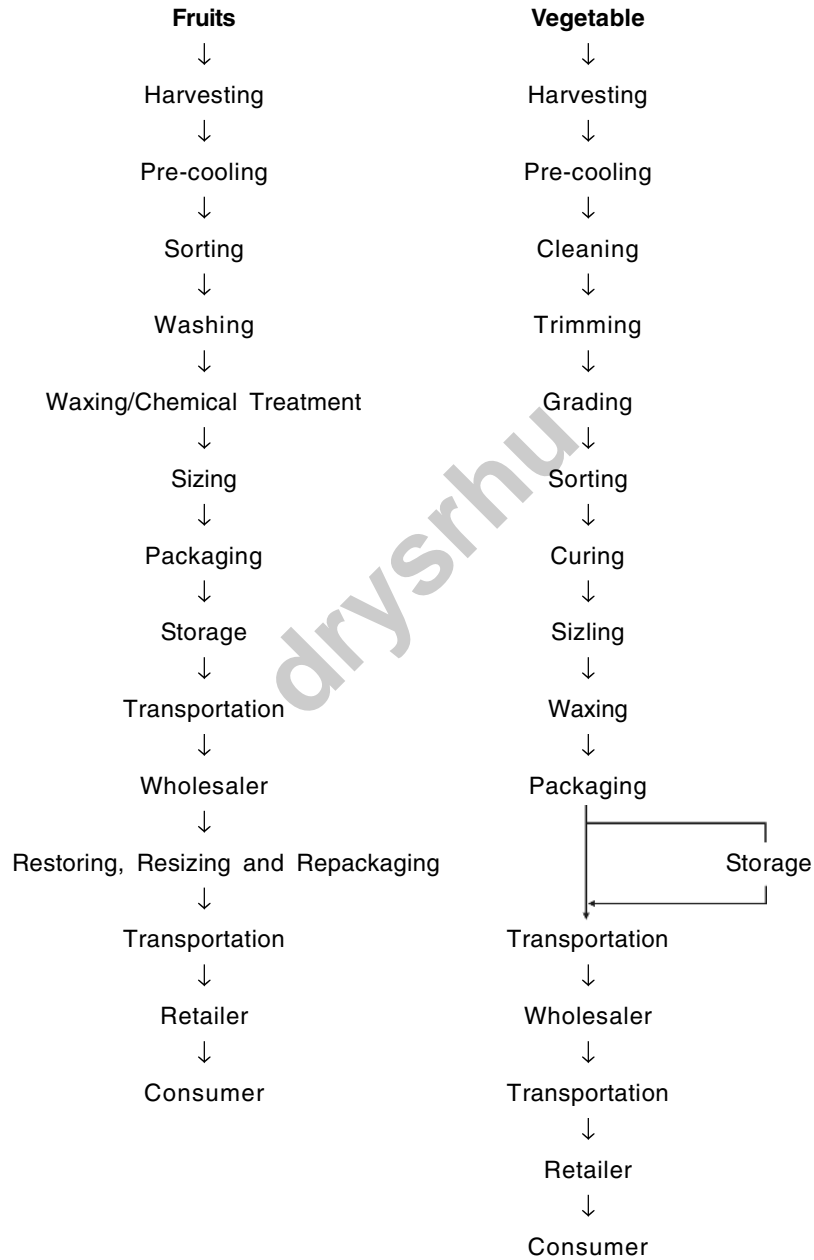 Fruits
↓
Harvesting
↓
Pre-cooling
↓
Sorting
↓
Washing
↓
Waxing/Chemical Treatment
↓
Sizing
↓
Packaging
↓
Storage
↓
Transportation
↓
Wholesaler
↓
Restoring, Resizing and Repackaging
↓
Transportation
↓
Retailer
↓
Consumer
Vegetable
↓
Harvesting
↓
Pre-cooling
↓
Cleaning
↓
Trimming
↓
Grading
↓
Sorting
↓
Curing
↓
Sizling
↓
Waxing
↓
Packaging
Storage
Transportation
↓
Wholesaler
↓
Transportation
↓
Retailer
↓
Consumer
drysrhu